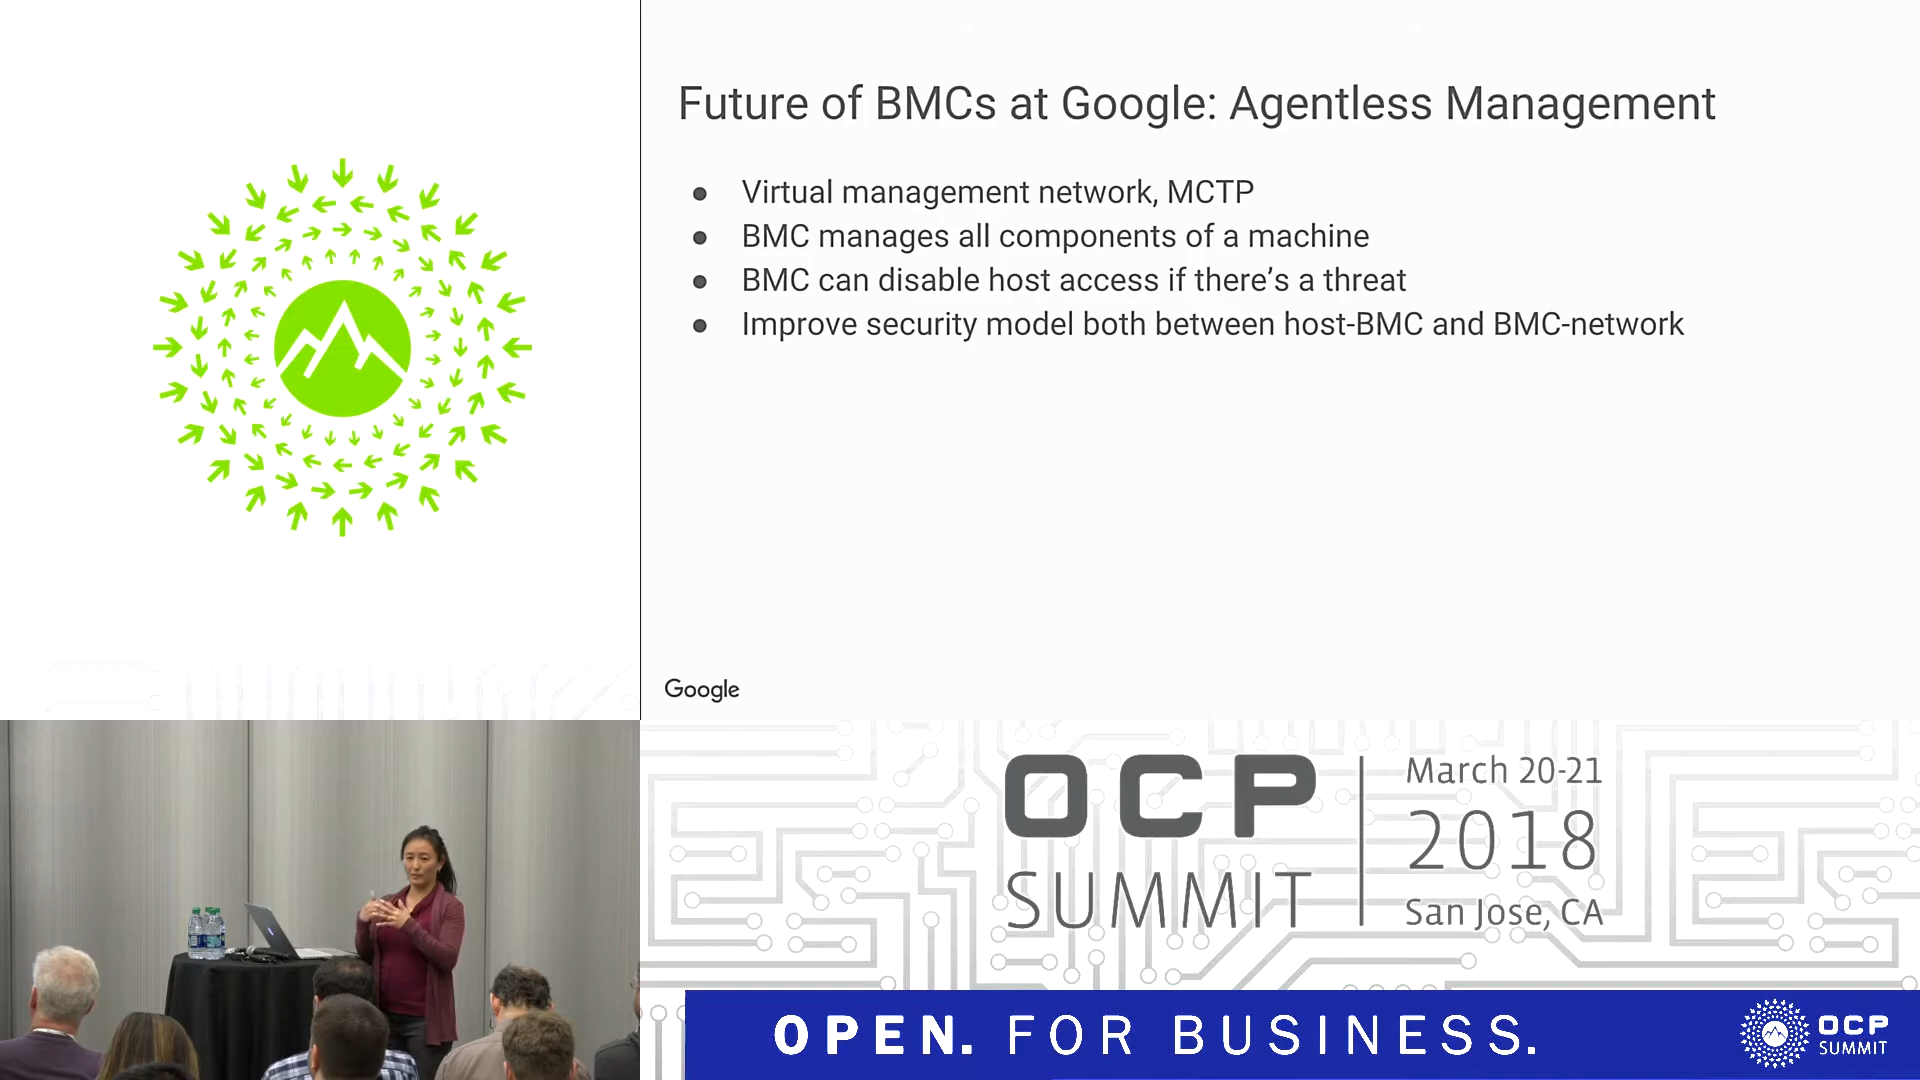 Future of BMCs at Google: Agentless Management
● Virtual management network, MCTP
● BMC manages all components of a machine
● BMC can disable host access if there’s a threat
● Improve security model both between host-BMC and BMC-network
Google
OCP
SUMMIT
March 20-21
2018
San Jose, CA
OPEN. FOR BUSINESS.
OCP
SUMMIT